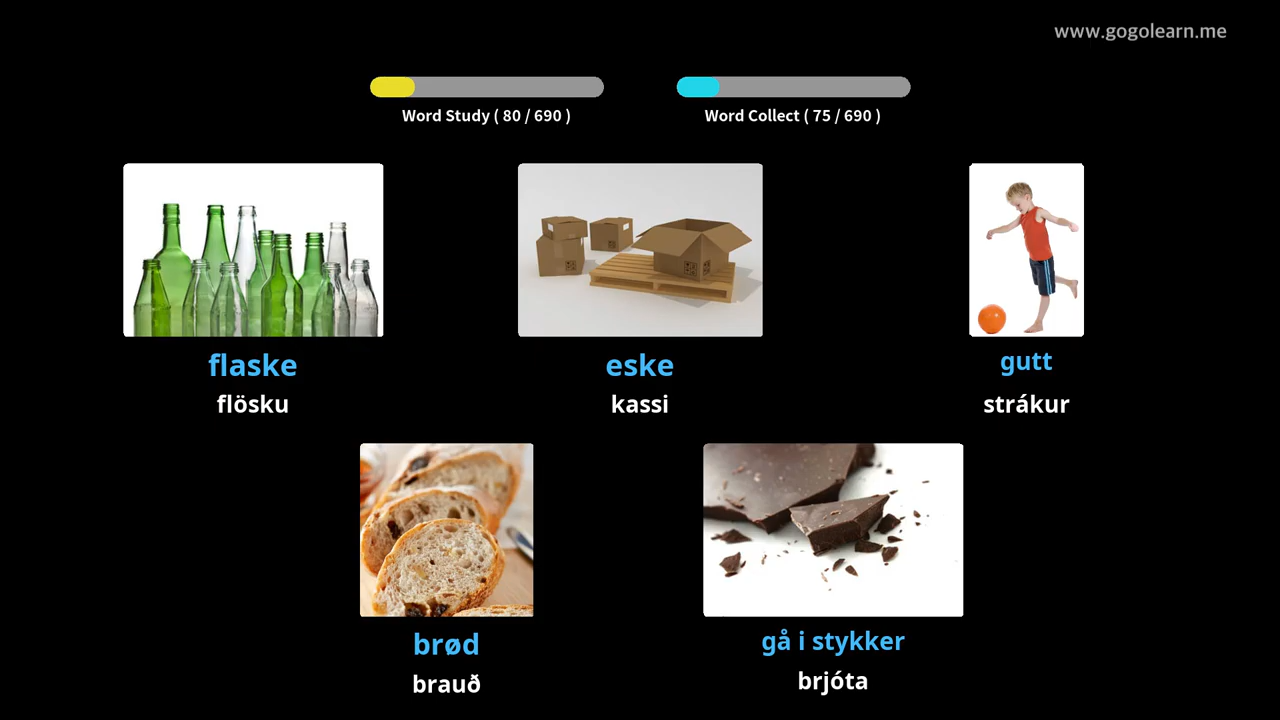 www.gogolearn.me
Word Study ( 80 / 690 )
Word Collect ( 75 / 690 )
flaske
flösku
eske
kassi
gutt
strákur
brød
brauð
gå i stykker
brjóta